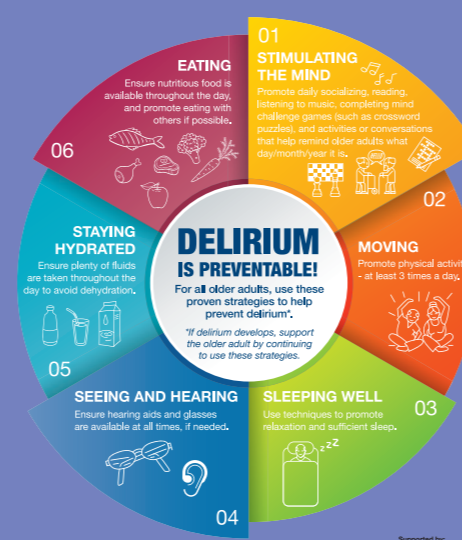 01
STIMULATING
THE MIND
Promote daily socializing, reading,
listening to music, completing mind
challenge games (such as crossword
puzzles), and activities or conversations
that help remind older adults what
day/month/year it is.
02
MOVING
Promote physical activit
- at least 3 times a day.
03
SLEEPING WELL
Use techniques to promote
relaxation and sufficient sleep.
zzZ
04
SEEING AND HEARING
Ensure hearing aids and glasses
are available at all times, if needed.
05
STAYING
HYDRATED
Ensure plenty of fluids
are taken throughout the
day to avoid dehydration.
06
EATING
Ensure nutritious food is
available throughout the day,
and promote eating with
others if possible.
DELIRIUM
IS PREVENTABLE!
For all older adults, use these
proven strategies to help
prevent delirium*.
*If delirium develops, support
the older adult by continuing
to use these strategies.
Supported by: